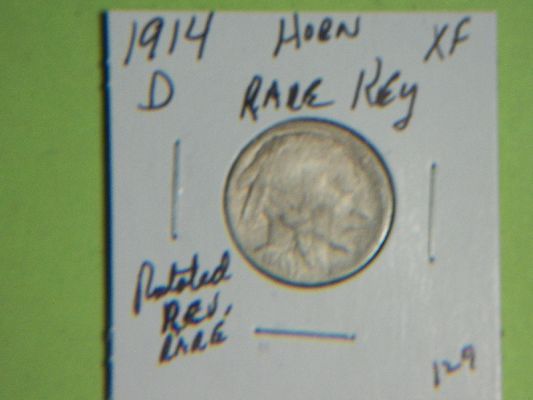 1914 HORN XF
D RARE KEY
Rotated
REV.
RARE
129